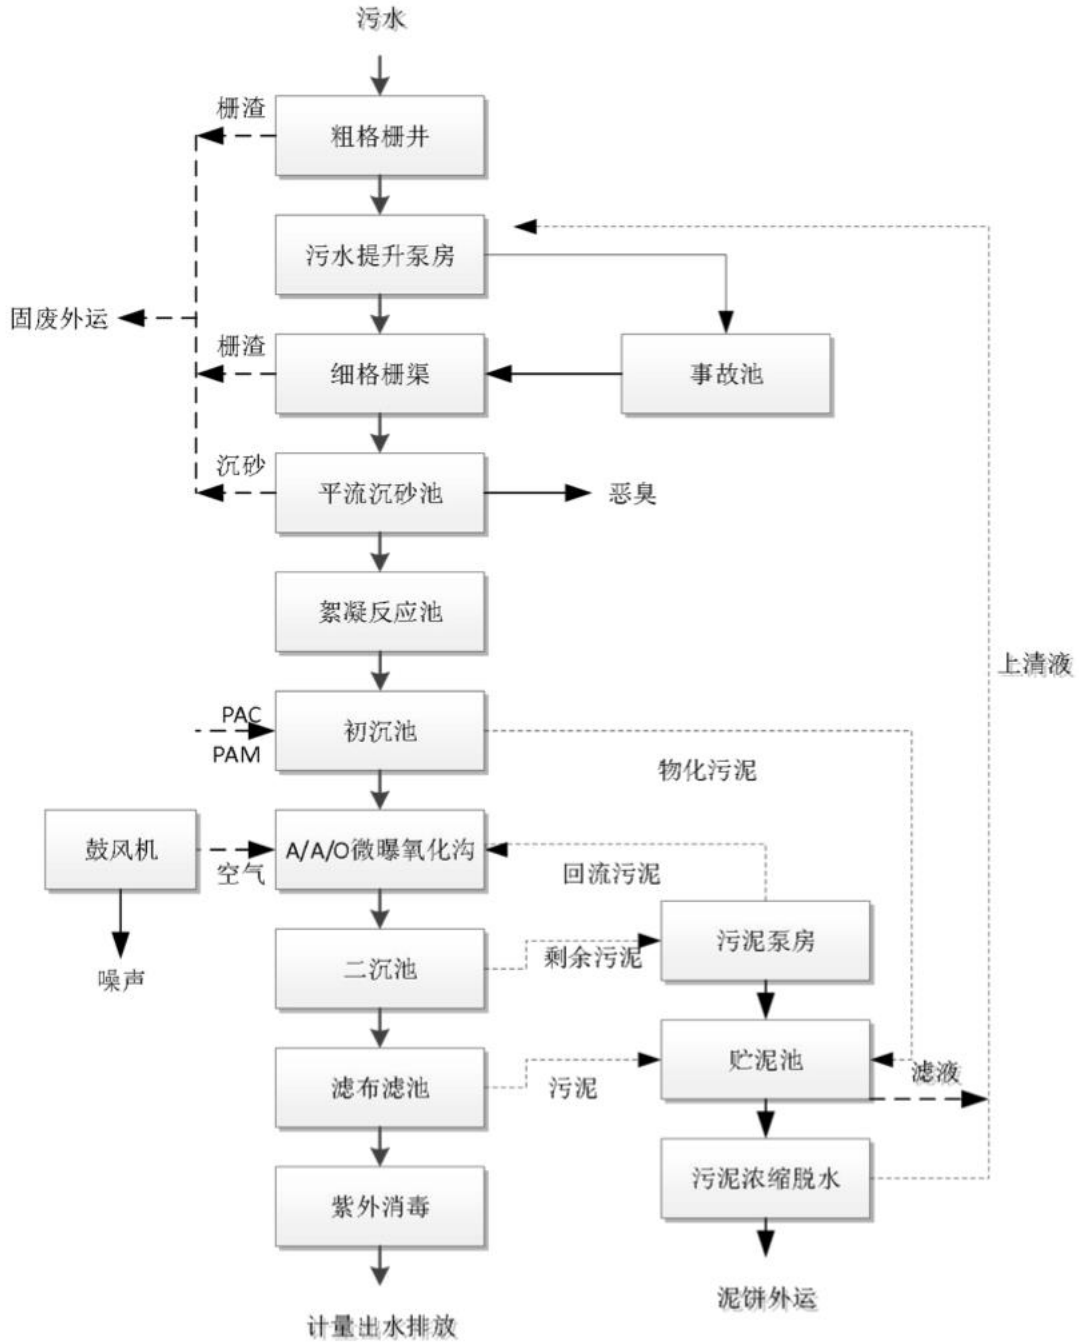 污水
栅渣
粗格栅井
污水提升泵房
固废外运
栅渣
细格栅渠
事故池
沉砂
平流沉砂池
恶臭
絮凝反应池
上清液
PAC
初沉池
PAM
物化污泥
鼓风机
空气
A/A/O微曝氧化沟
回流污泥
噪声
二沉池
剩余污泥
污泥泵房
滤布滤池
污泥
贮泥池
滤液
紫外消毒
污泥浓缩脱水
泥饼外运
计量出水排放